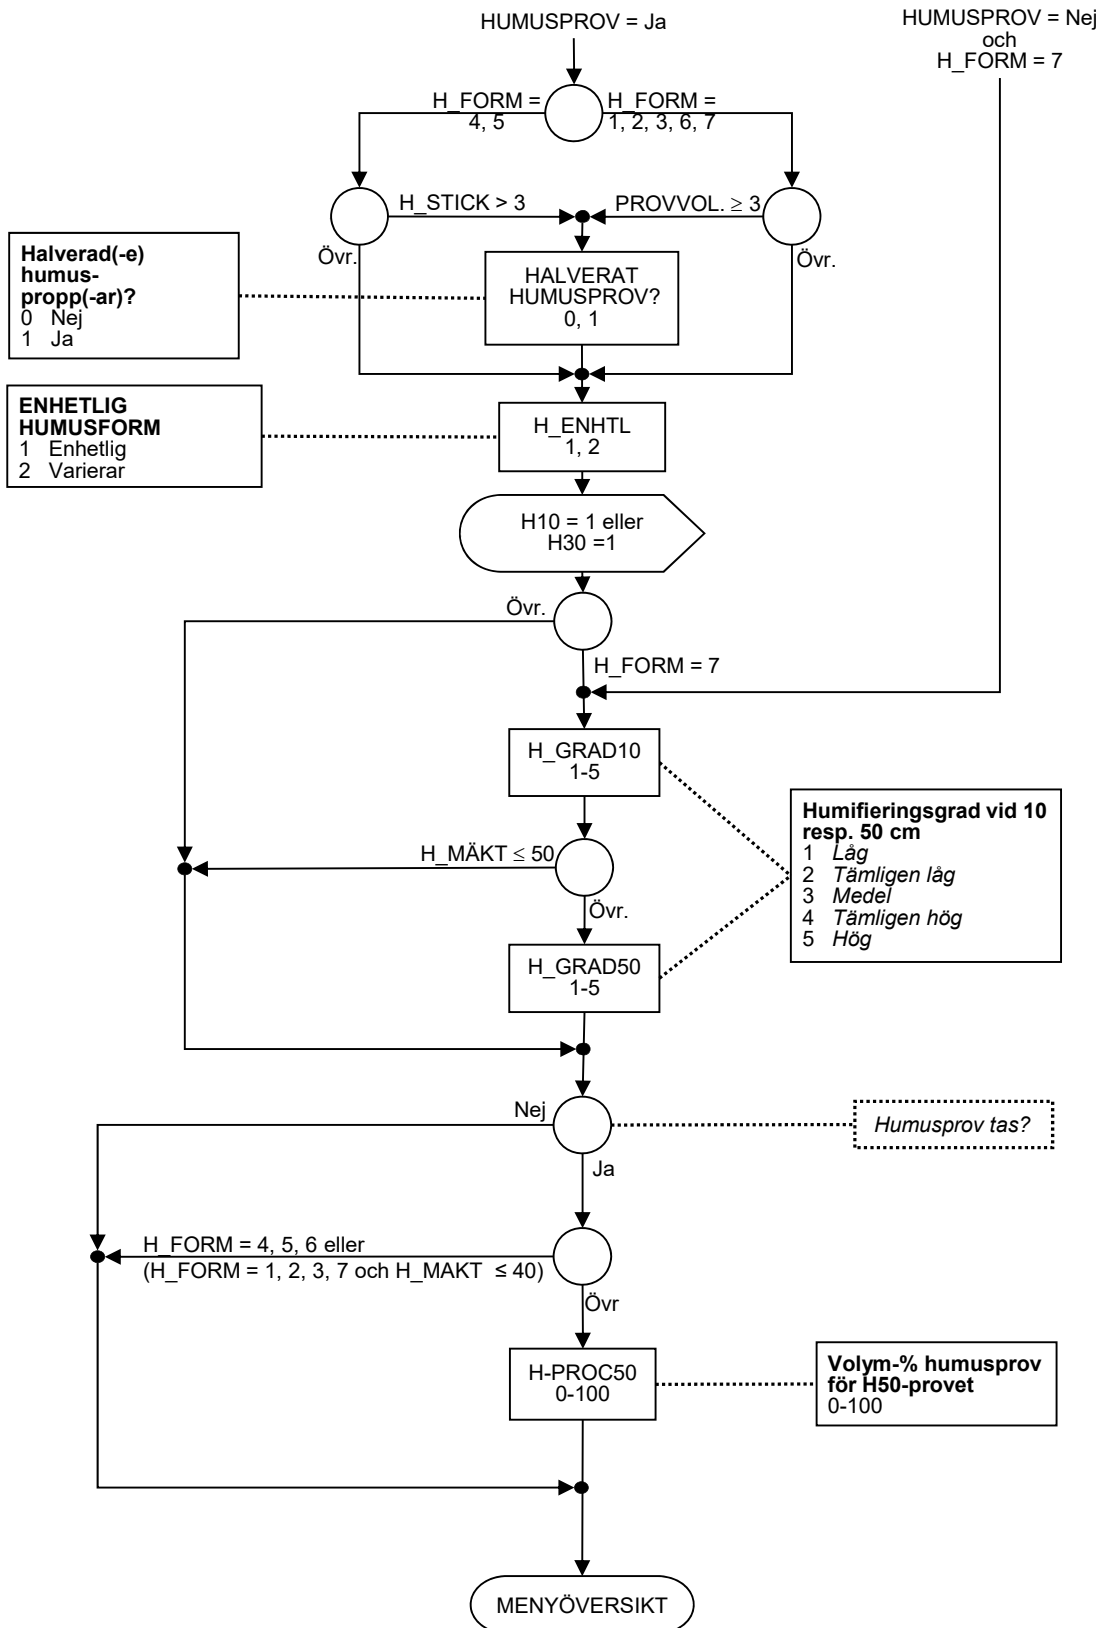 HUMUSPROV = Ja
HUMUSPROV = Nej
och
H_FORM = 7
H_FORM =
4, 5
H_FORM =
1, 2, 3, 6, 7
H_STICK > 3
PROVVOL. ≥ 3
Övr.
Övr.
Halverad(-e)
humus-
propp(-ar)?
0 Nej
1 Ja
HALVERAT
HUMUSPROV?
0, 1
ENHETLIG
HUMUSFORM
1 Enhetlig
2 Varierar
H_ENHTL
1, 2
H10 = 1 eller
H30 =1
Övr.
H_FORM = 7
H_GRAD10
1-5
Humifieringsgrad vid 10
resp. 50 cm
1 Låg
2 Tämligen låg
3 Medel
4 Tämligen hög
5 Hög
H_MÄKT ≤ 50
Övr.
H_GRAD50
1-5
Nej
Humusprov tas?
Ja
H_FORM = 4, 5, 6 eller
(H_FORM = 1, 2, 3, 7 och H_MAKT ≤ 40)
Övr
H-PROC50
0-100
Volym-% humusprov
för H50-provet
0-100
MENYÖVERSIKT